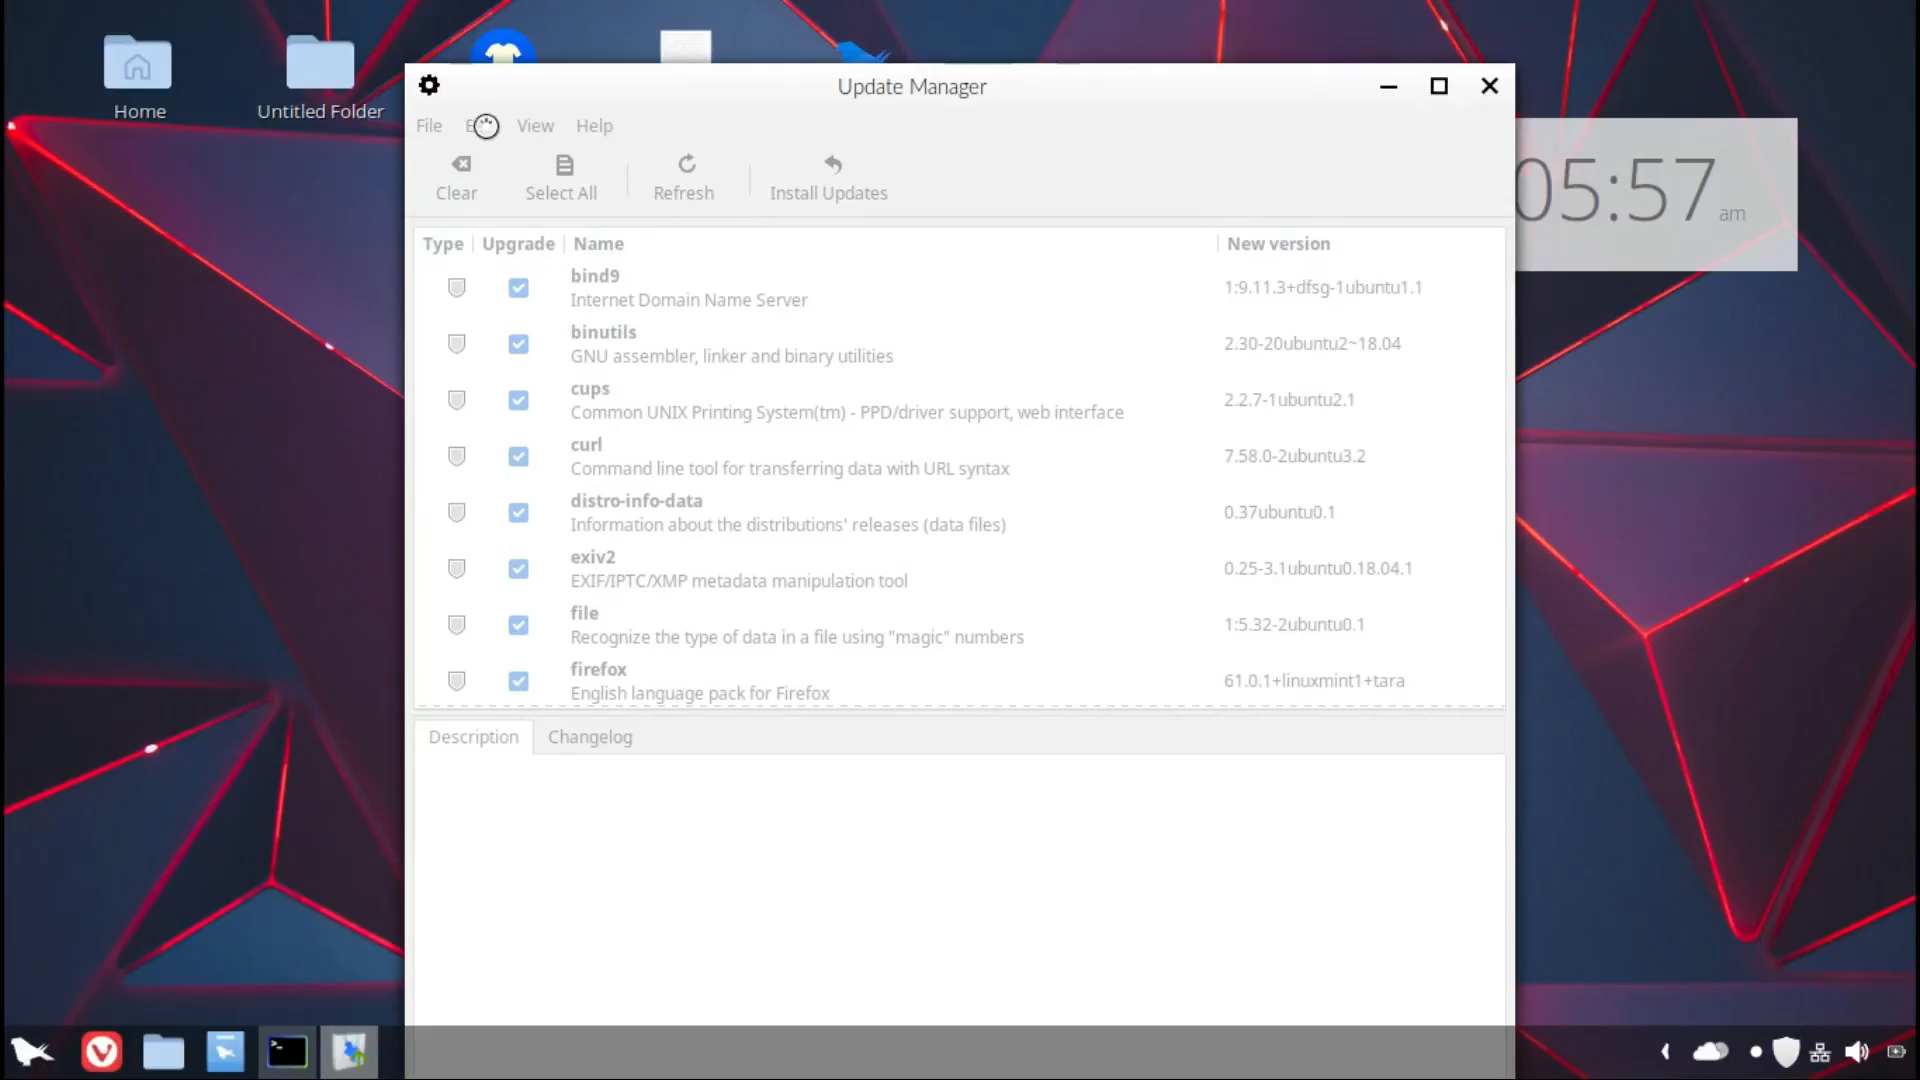 Home
Untitled Folder
Update Manager
File
View
Help
Clear
Select All
Refresh
Install Updates
05:57 am
Type
Upgrade
Name
New version
bind9
Internet Domain Name Server
1:9.11.3+dfsg-1ubuntu1.1
binutils
GNU assembler, linker and binary utilities
2.30-20ubuntu2~18.04
cups
Common UNIX Printing System(tm) - PPD/driver support, web interface
2.2.7-1ubuntu2.1
curl
Command line tool for transferring data with URL syntax
7.58.0-2ubuntu3.2
distro-info-data
Information about the distributions' releases (data files)
0.37ubuntu0.1
exiv2
EXIF/IPTC/XMP metadata manipulation tool
0.25-3.1ubuntu0.18.04.1
file
Recognize the type of data in a file using "magic" numbers
1:5.32-2ubuntu0.1
firefox
English language pack for Firefox
61.0.1+linuxmint1+tara
Description
Changelog